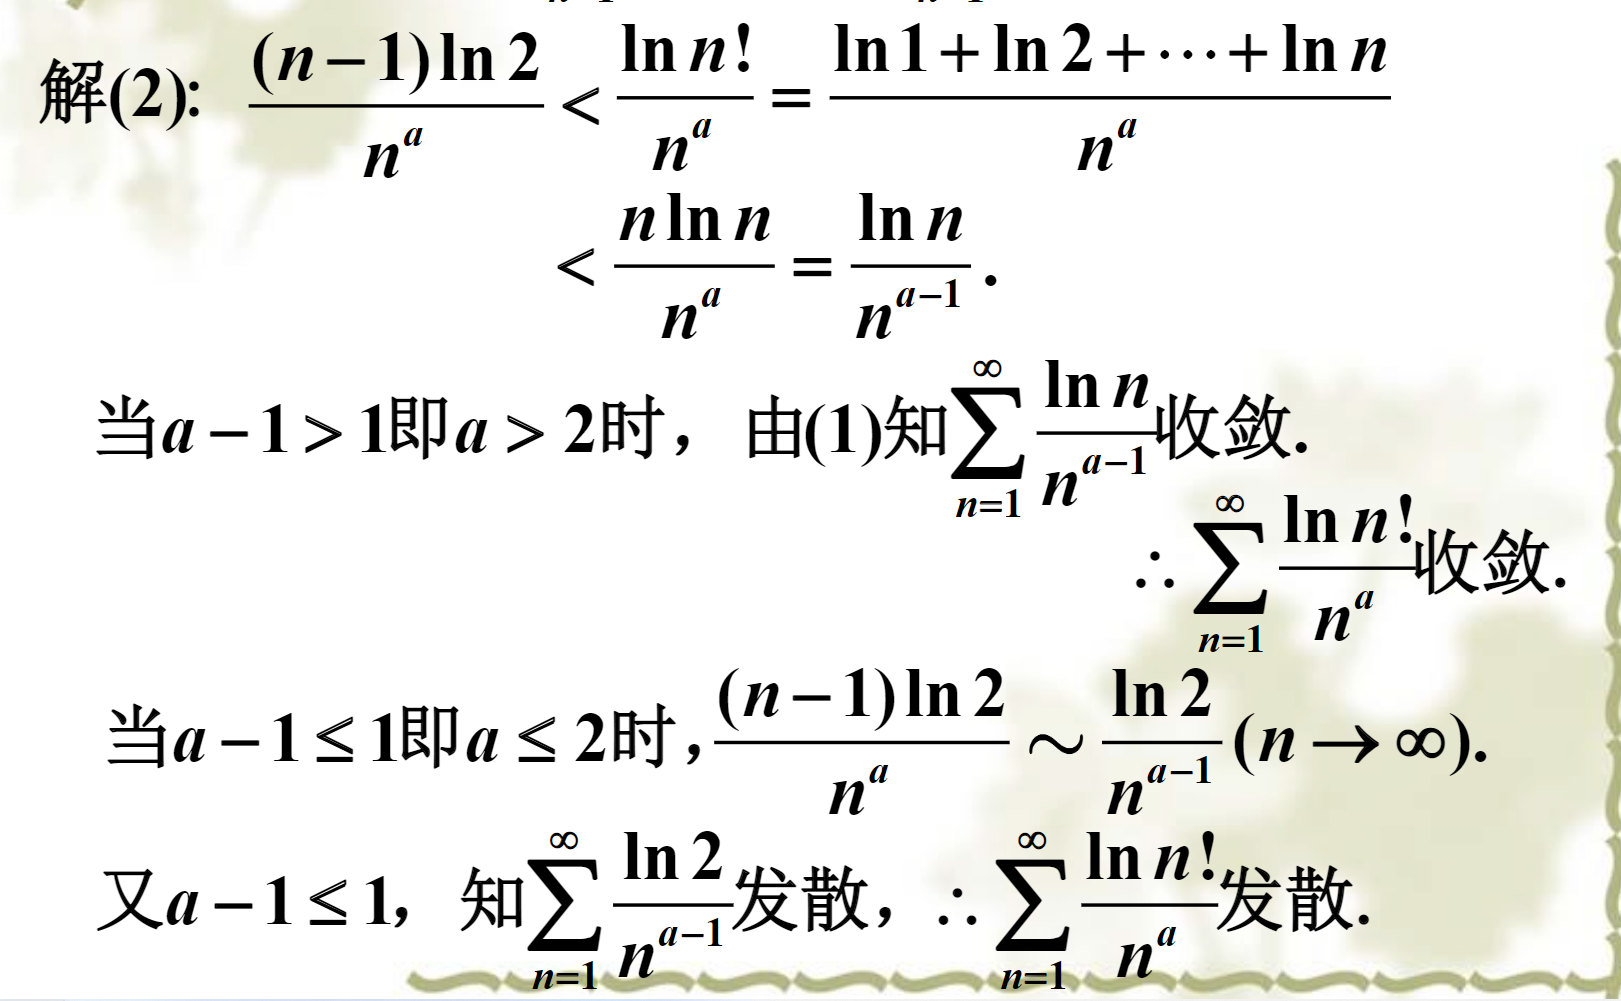 解(2): (n−1)ln2/n^a < ln n!/n^a = (ln1+ln2+⋯+ln n)/n^a
< n ln n/n^a = ln n/n^(a−1).
当a−1>1即a>2时, 由(1)知∑_{n=1}^{∞} ln n/n^(a−1)收敛.
∴ ∑_{n=1}^{∞} ln n!/n^a收敛.
当a−1≤1即a≤2时, (n−1)ln2/n^a ~ ln2/n^(a−1) (n→∞).
又a−1≤1, 知∑_{n=1}^{∞} ln2/n^(a−1)发散, ∴ ∑_{n=1}^{∞} ln n!/n^a发散.